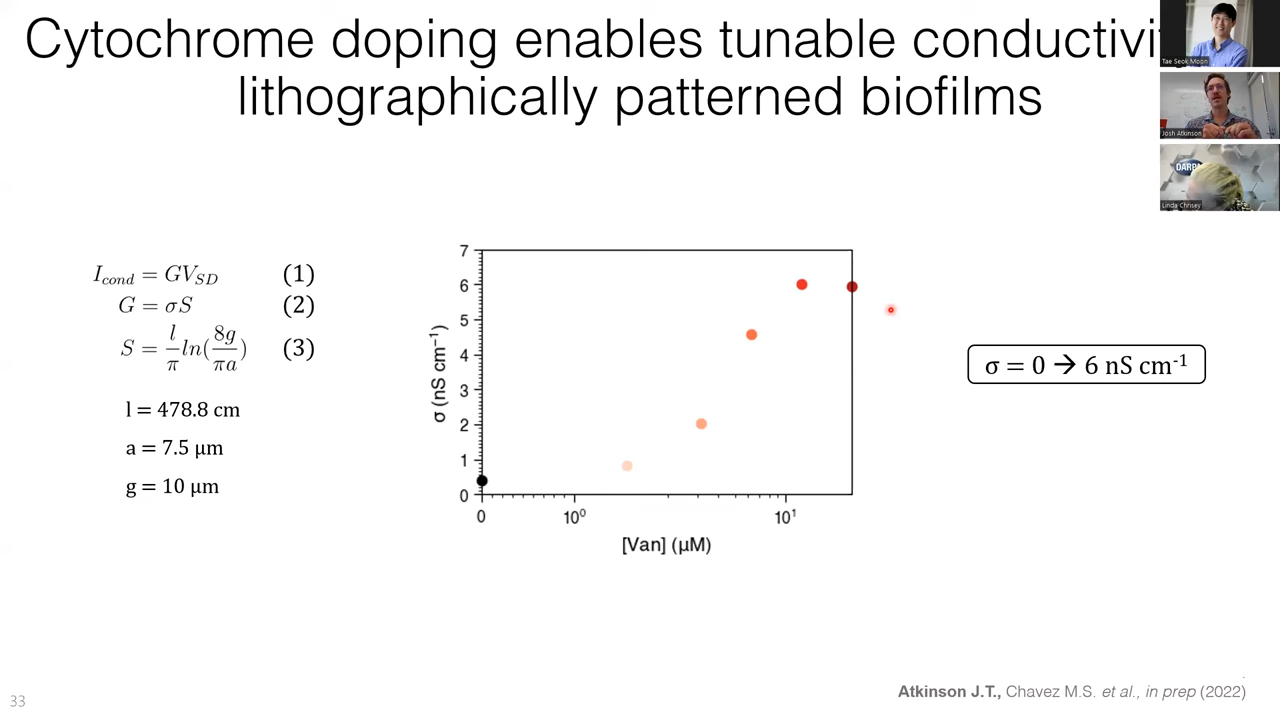 Cytochrome doping enables tunable conductivi
lithographically patterned biofilms
Tae Seok Moon
Josh Atkinson
DARPA
Linda Chrisey
I_cond = GV_SD (1)
G = σS (2)
S = l/π ln(8g/πa) (3)
l = 478.8 cm
a = 7.5 µm
g = 10 µm
σ (nS cm⁻¹)
7
6
5
4
3
2
1
0
0 10⁰ 10¹
[Van] (µM)
σ = 0 → 6 nS cm⁻¹
Atkinson J.T., Chavez M.S. et al., in prep (2022)
33